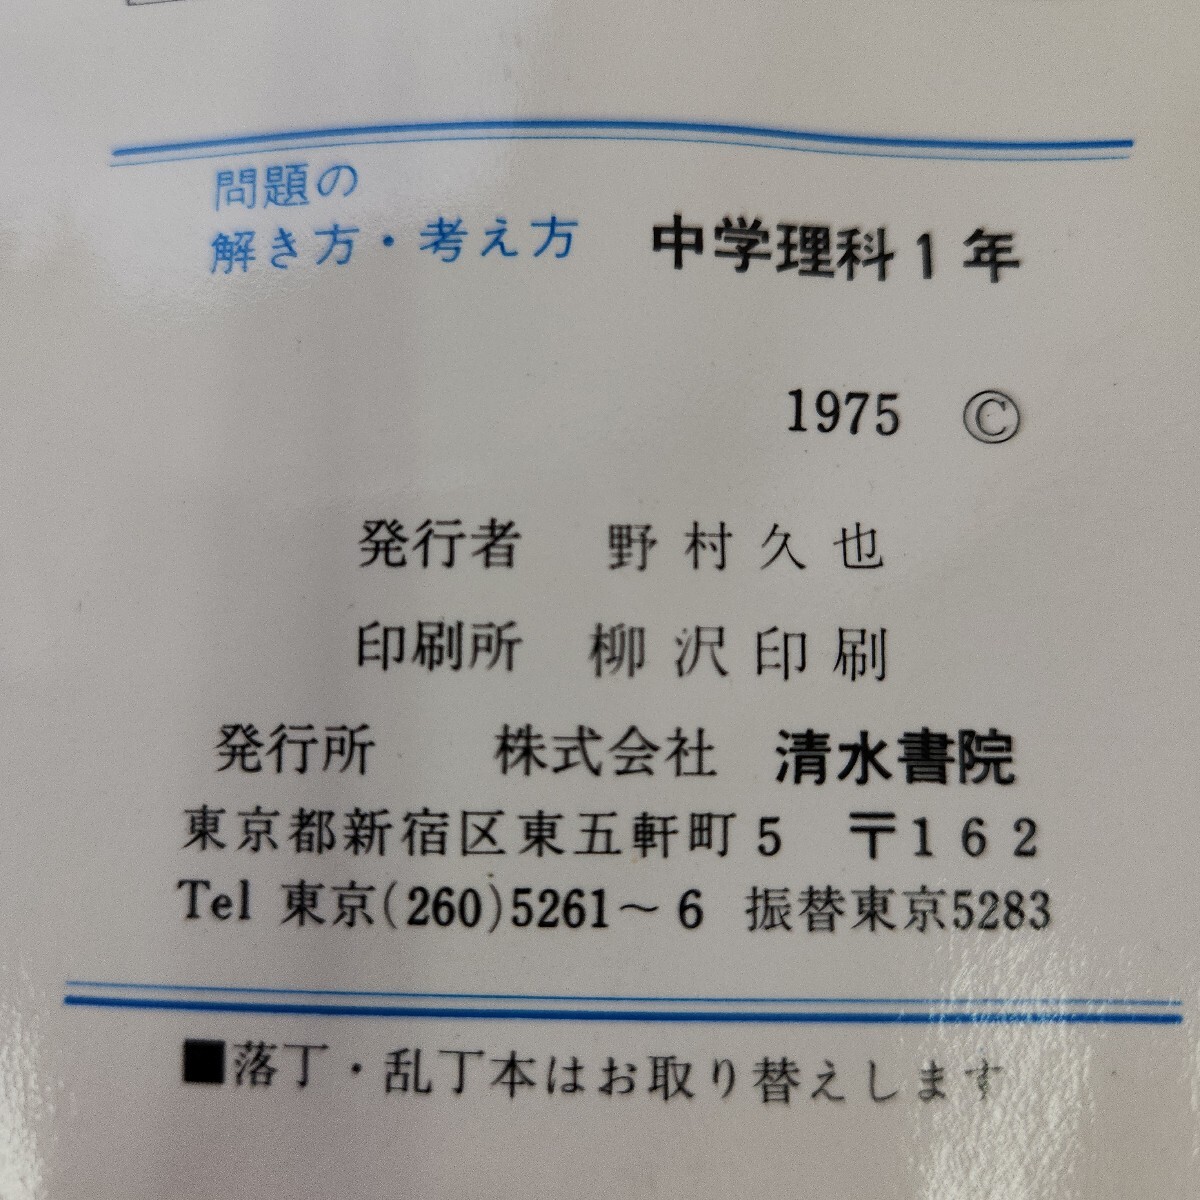 問題の
解き方・考え方 中学理科1年
1975 ©
発行者 野村久也
印刷所 柳沢印刷
発行所 株式会社 清水書院
東京都新宿区東五軒町5 〒162
Tel 東京(260)5261～6 振替東京5283
■落丁・乱丁本はお取り替えします